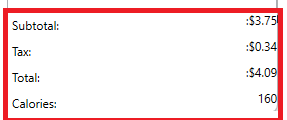 Subtotal: :$3.75
Tax: :$0.34
Total: :$4.09
Calories: 160